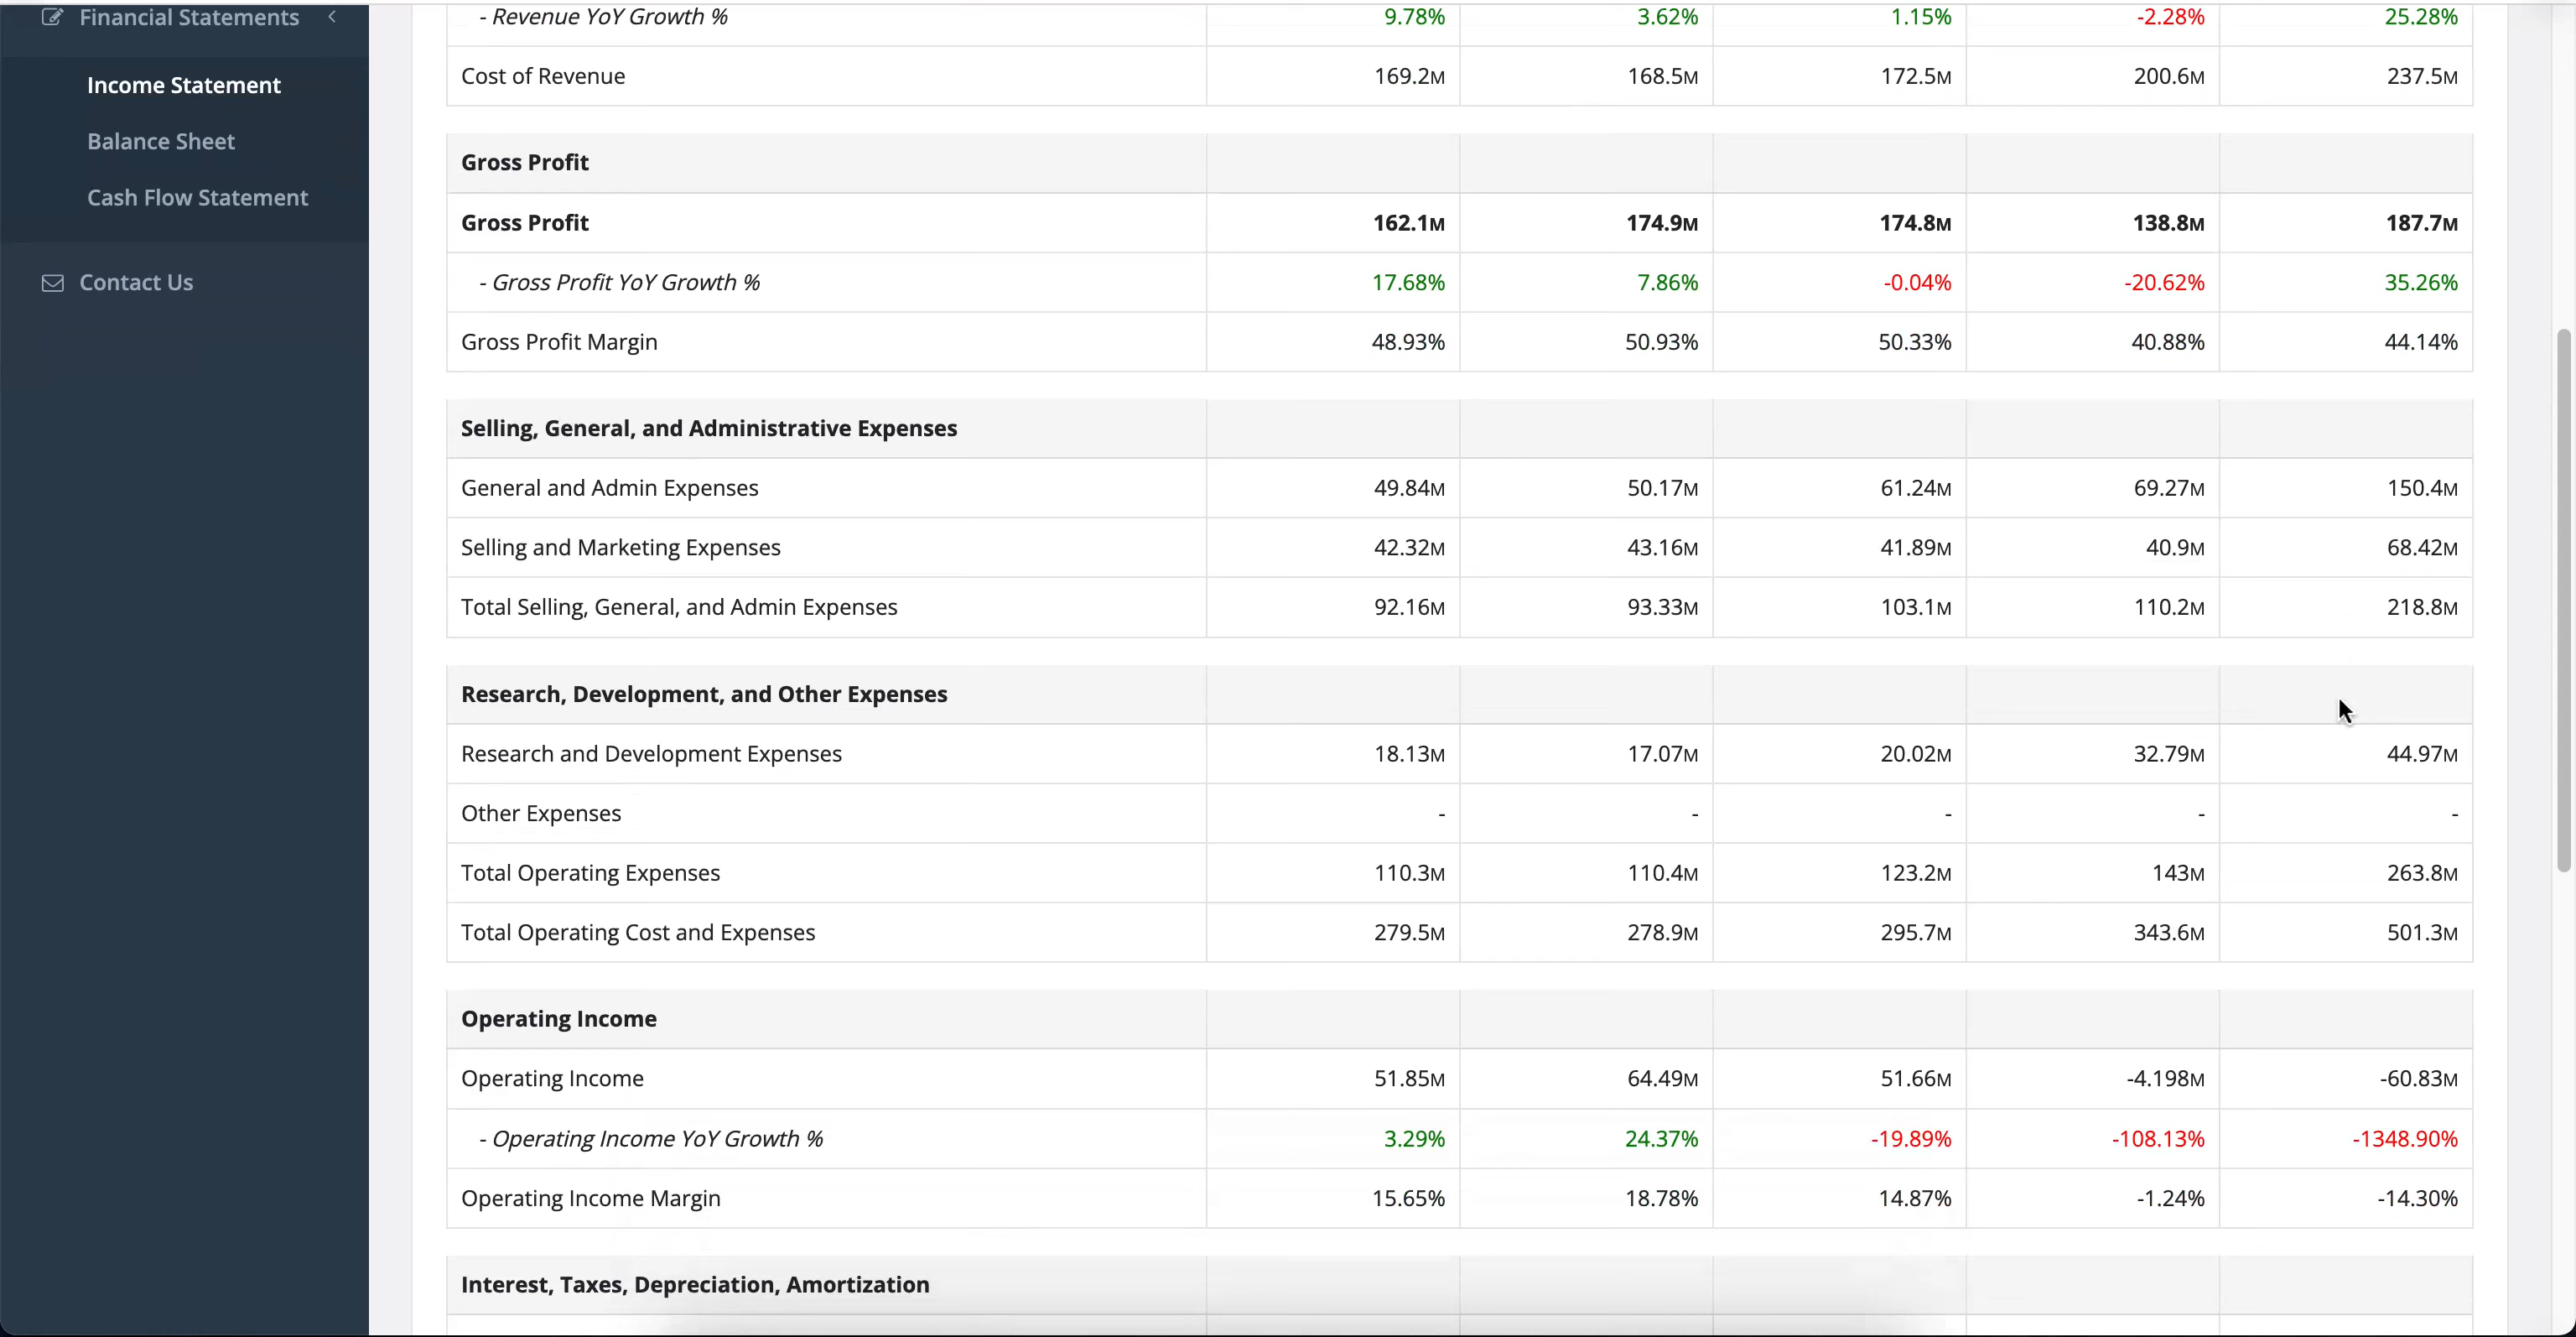 Financial Statements
Income Statement
Balance Sheet
Cash Flow Statement
Contact Us
- Revenue YoY Growth % 9.78% 3.62% 1.15% -2.28% 25.28%
Cost of Revenue 169.2M 168.5M 172.5M 200.6M 237.5M
Gross Profit
Gross Profit 162.1M 174.9M 174.8M 138.8M 187.7M
- Gross Profit YoY Growth % 17.68% 7.86% -0.04% -20.62% 35.26%
Gross Profit Margin 48.93% 50.93% 50.33% 40.88% 44.14%
Selling, General, and Administrative Expenses
General and Admin Expenses 49.84M 50.17M 61.24M 69.27M 150.4M
Selling and Marketing Expenses 42.32M 43.16M 41.89M 40.9M 68.42M
Total Selling, General, and Admin Expenses 92.16M 93.33M 103.1M 110.2M 218.8M
Research, Development, and Other Expenses
Research and Development Expenses 18.13M 17.07M 20.02M 32.79M 44.97M
Other Expenses - - - - -
Total Operating Expenses 110.3M 110.4M 123.2M 143M 263.8M
Total Operating Cost and Expenses 279.5M 278.9M 295.7M 343.6M 501.3M
Operating Income
Operating Income 51.85M 64.49M 51.66M -4.198M -60.83M
- Operating Income YoY Growth % 3.29% 24.37% -19.89% -108.13% -1348.90%
Operating Income Margin 15.65% 18.78% 14.87% -1.24% -14.30%
Interest, Taxes, Depreciation, Amortization